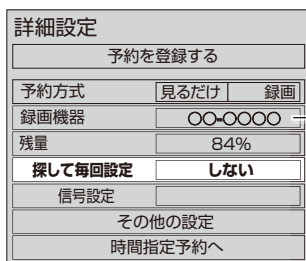 詳細設定
予約を登録する
予約方式 見るだけ 録画
録画機器 〇〇-〇〇〇〇
残量 84%
探して毎回設定 しない
信号設定
その他の設定
時間指定予約へ